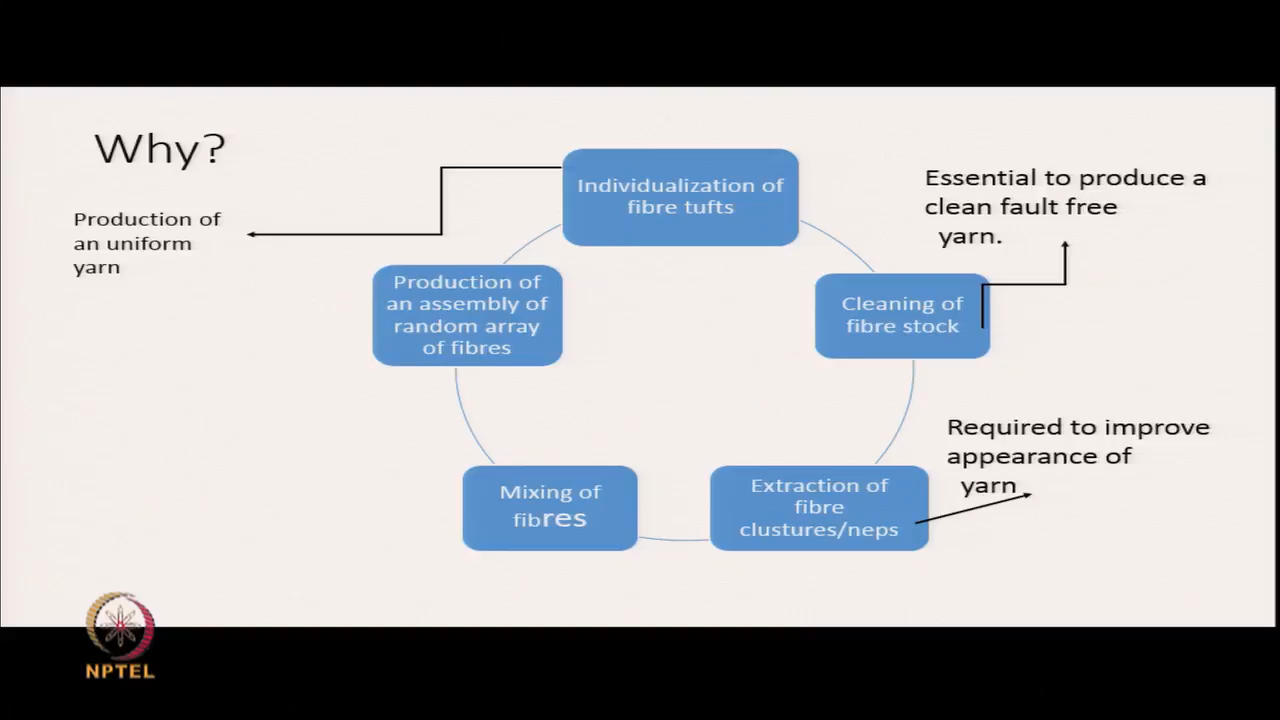 Why?
Production of
an uniform
yarn
Individualization of
fibre tufts
Essential to produce a
clean fault free
yarn.
Production of
an assembly of
random array
of fibres
Cleaning of
fibre stock
Required to improve
appearance of
yarn
Mixing of
fibres
Extraction of
fibre
clustures/neps
NPTEL